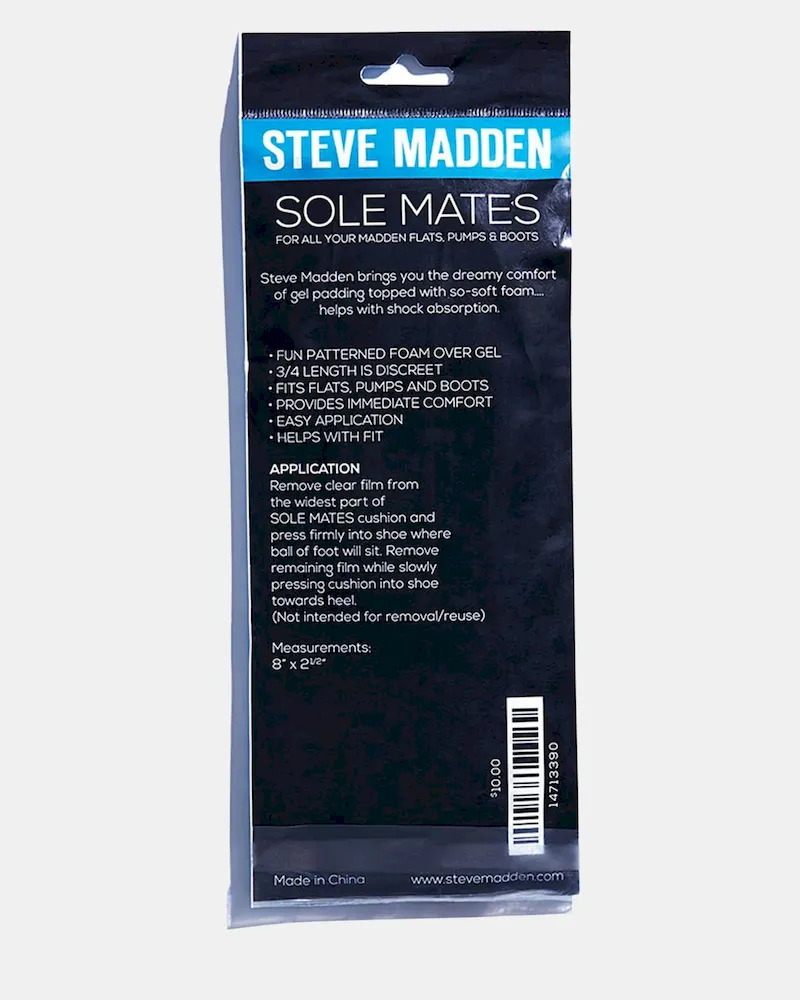 STEVE MADDEN
SOLE MATES
FOR ALL YOUR MADDEN FLATS, PUMPS & BOOTS
Steve Madden brings you the dreamy comfort
of gel padding topped with so-soft foam....
helps with shock absorption.
• FUN PATTERNED FOAM OVER GEL
• 3/4 LENGTH IS DISCREET
• FITS FLATS, PUMPS AND BOOTS
• PROVIDES IMMEDIATE COMFORT
• EASY APPLICATION
• HELPS WITH FIT
APPLICATION
Remove clear film from
the widest part of
SOLE MATES cushion and
press firmly into shoe where
ball of foot will sit. Remove
remaining film while slowly
pressing cushion into shoe
towards heel.
(Not intended for removal/reuse)
Measurements:
8" x 2 1/2"
$10.00
14713390
Made in China
www.stevemadden.com